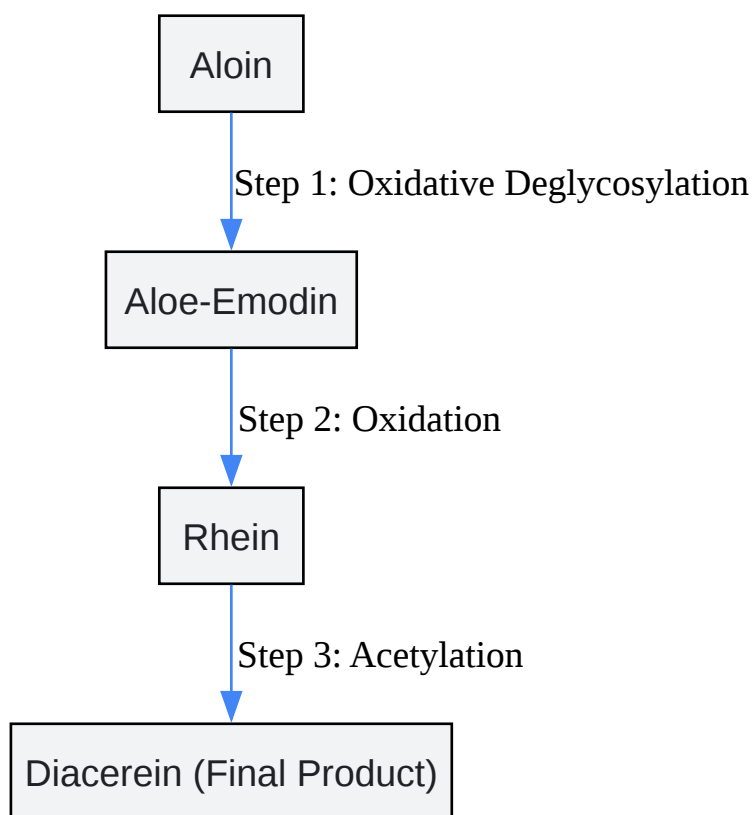 Aloin
Step 1: Oxidative Deglycosylation
Aloe-Emodin
Step 2: Oxidation
Rhein
Step 3: Acetylation
Diacerein (Final Product)